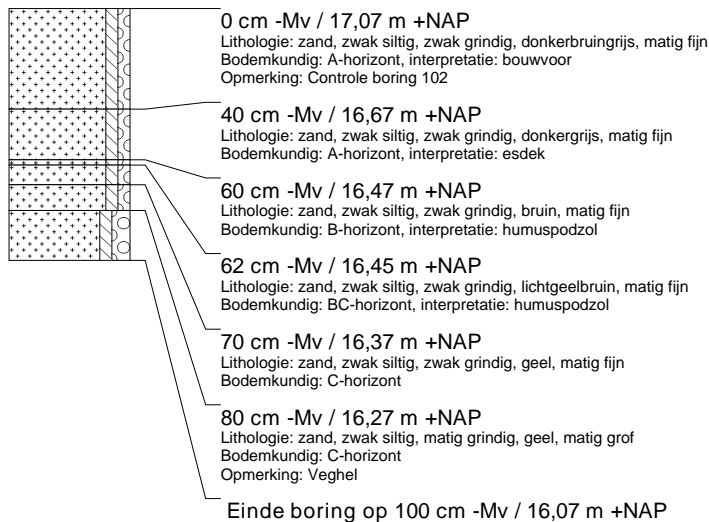 0 cm -Mv / 17,07 m +NAP
Lithologie: zand, zwak siltig, zwak grindig, donkerbruingrijs, matig fijn
Bodemkundig: A-horizont, interpretatie: bouwvoor
Opmerking: Controle boring 102
40 cm -Mv / 16,67 m +NAP
Lithologie: zand, zwak siltig, zwak grindig, donkergrijs, matig fijn
Bodemkundig: A-horizont, interpretatie: esdek
60 cm -Mv / 16,47 m +NAP
Lithologie: zand, zwak siltig, zwak grindig, bruin, matig fijn
Bodemkundig: B-horizont, interpretatie: humuspodzol
62 cm -Mv / 16,45 m +NAP
Lithologie: zand, zwak siltig, zwak grindig, lichtgeelbruin, matig fijn
Bodemkundig: BC-horizont, interpretatie: humuspodzol
70 cm -Mv / 16,37 m +NAP
Lithologie: zand, zwak siltig, zwak grindig, geel, matig fijn
Bodemkundig: C-horizont
80 cm -Mv / 16,27 m +NAP
Lithologie: zand, zwak siltig, matig grindig, geel, matig grof
Bodemkundig: C-horizont
Opmerking: Veghel
Einde boring op 100 cm -Mv / 16,07 m +NAP